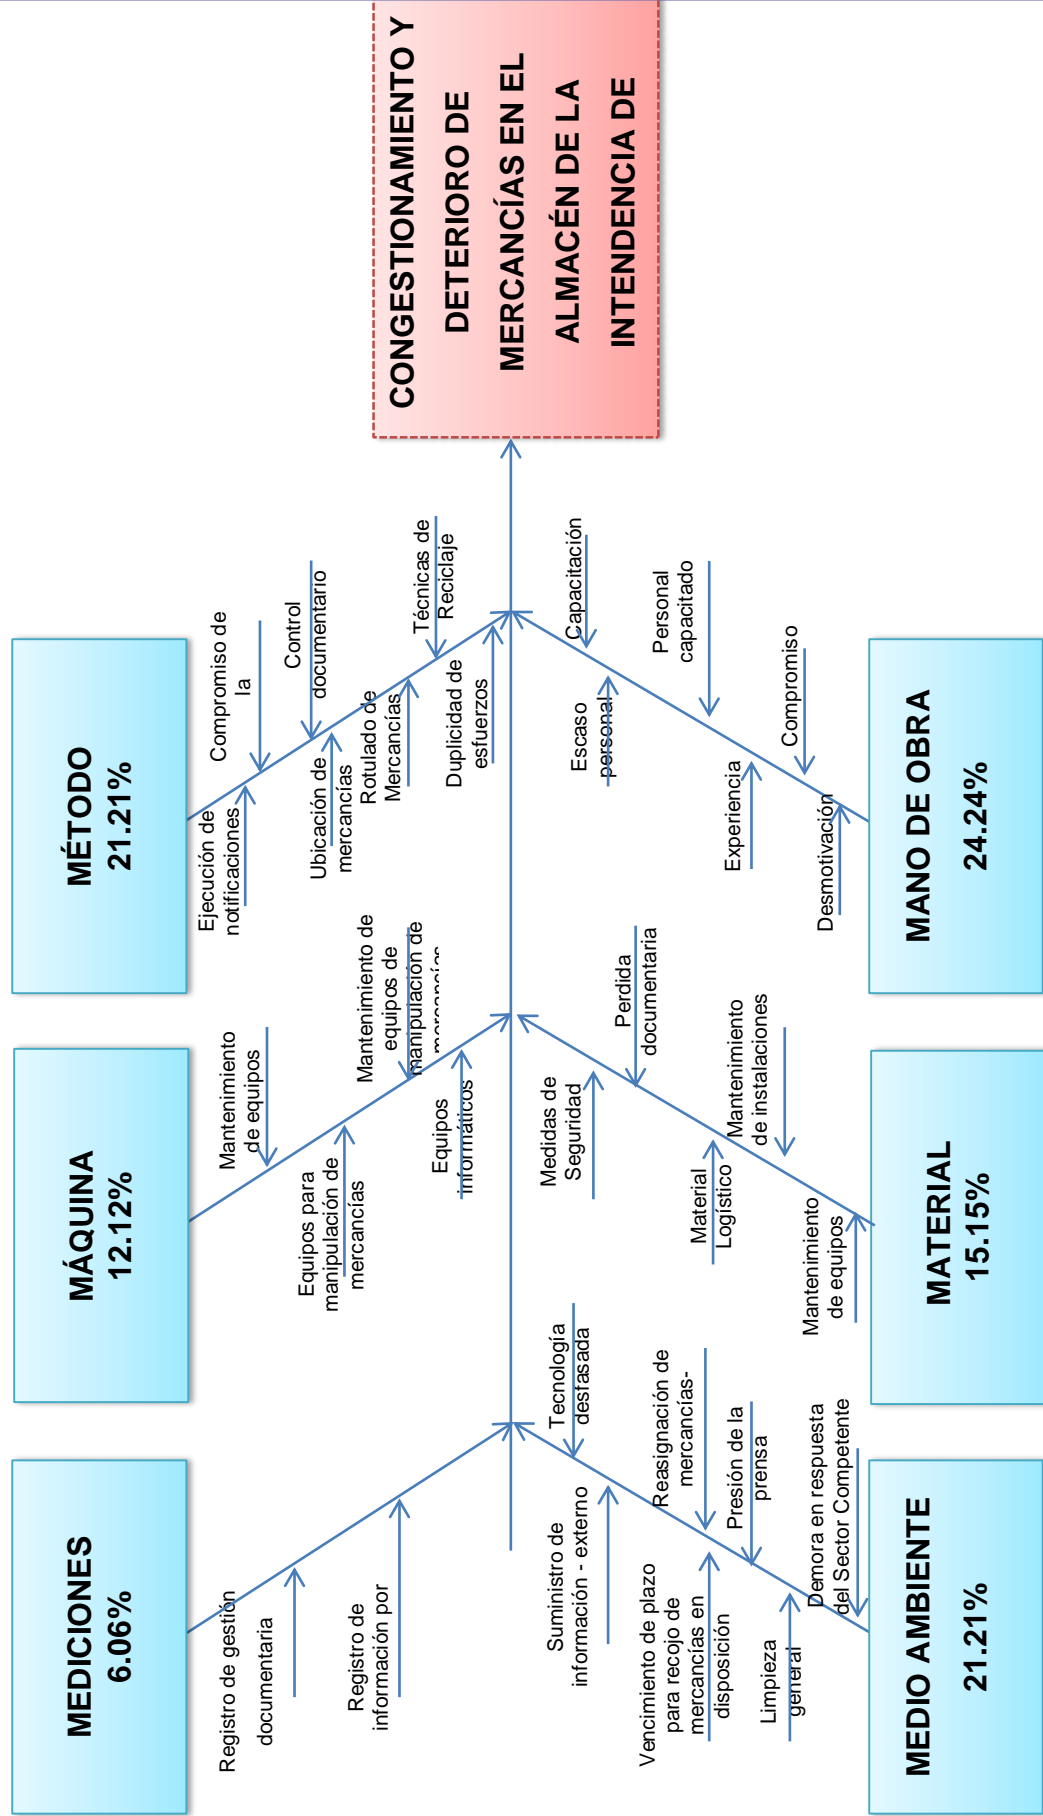 MEDICIONES
6.06%
MÁQUINA
12.12%
MÉTODO
21.21%
Registro de gestión
documentaria
Registro de
información por
Mantenimiento
de equipos
Equipos para
manipulación de
mercancías
Mantenimiento de
equipos de
manipulación de
mercancías
Equipos
informáticos
Ejecución de
notificaciones
Compromiso de
la
Control
documentario
Ubicación de
mercancías
Rotulado de
Mercancías
Técnicas de
Reciclaje
Duplicidad de
esfuerzos
CONGESTIONAMIENTO Y
DETERIORO DE
MERCANCÍAS EN EL
ALMACÉN DE LA
INTENDENCIA DE
Tecnología
desfasada
Suministro de
información - externo
Reasignación de
mercancías-
Vencimiento de plazo
para recojo de
mercancías en
disposición
Presión de la
prensa
Limpieza
general
Demora en respuesta
del Sector Competente
Medidas de
Seguridad
Perdida
documentaria
Material
Logístico
Mantenimiento
de instalaciones
Mantenimiento
de equipos
Capacitación
Escaso
personal
Personal
capacitado
Experiencia
Compromiso
Desmotivación
MEDIO AMBIENTE
21.21%
MATERIAL
15.15%
MANO DE OBRA
24.24%